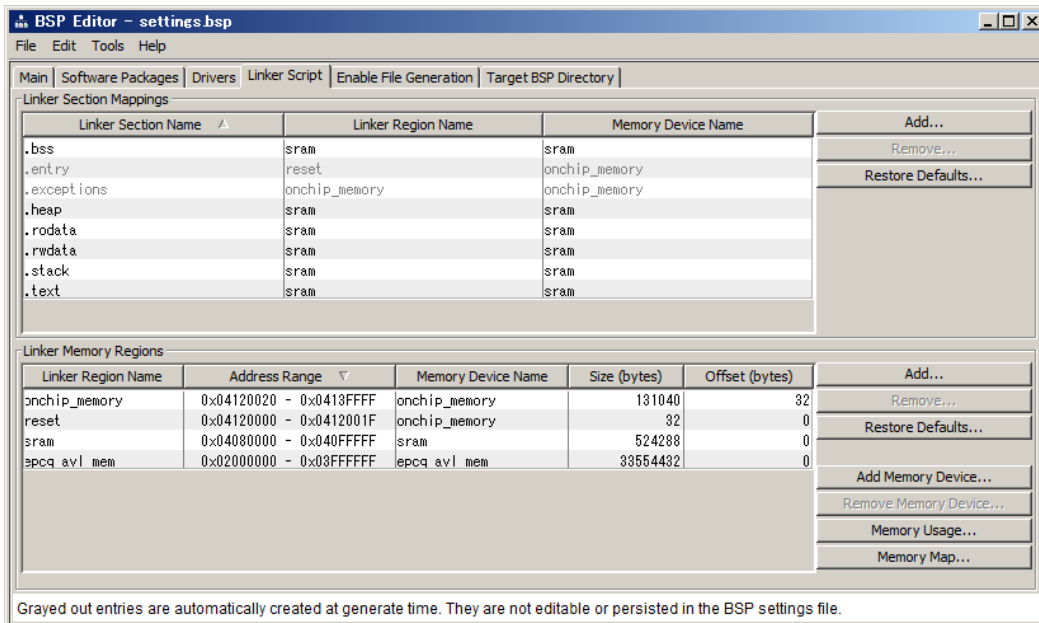 BSP Editor - settings.bsp
File Edit Tools Help
Main Software Packages Drivers Linker Script Enable File Generation Target BSP Directory
Linker Section Mappings
Linker Section Name Linker Region Name Memory Device Name
.bss sram sram
.entry reset onchip_memory
.exceptions onchip_memory onchip_memory
.heap sram sram
.rodata sram sram
.rwdata sram sram
.stack sram sram
.text sram sram
Add...
Remove...
Restore Defaults...
Linker Memory Regions
Linker Region Name Address Range Memory Device Name Size (bytes) Offset (bytes)
onchip_memory 0x04120020 - 0x0413FFFF onchip_memory 131040 32
reset 0x04120000 - 0x0412001F onchip_memory 32 0
sram 0x04080000 - 0x040FFFFF sram 524288 0
epcq_avl_mem 0x02000000 - 0x03FFFFFF epcq_avl_mem 33554432 0
Add...
Remove...
Restore Defaults...
Add Memory Device...
Remove Memory Device...
Memory Usage...
Memory Map...
Grayed out entries are automatically created at generate time. They are not editable or persisted in the BSP settings file.